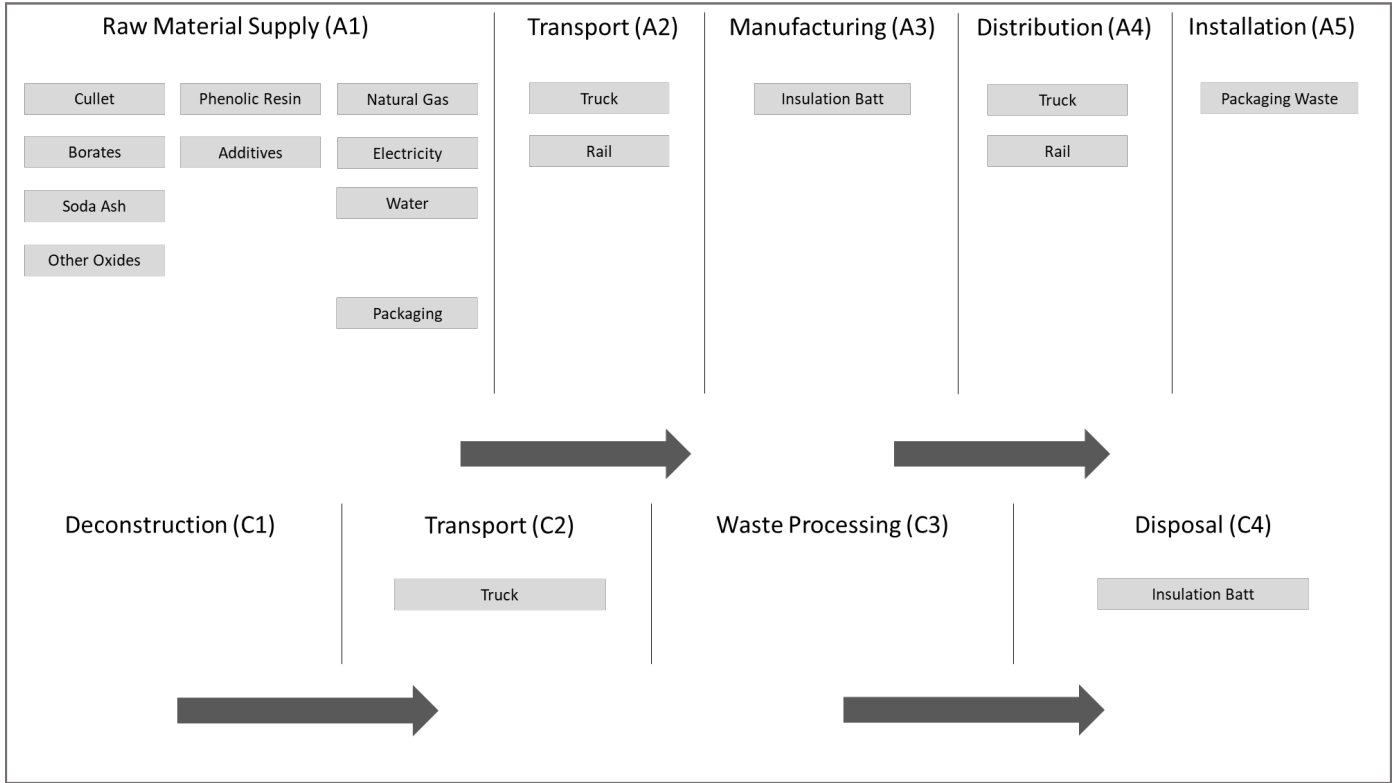 Raw Material Supply (A1)
Transport (A2)
Manufacturing (A3)
Distribution (A4)
Installation (A5)
Cullet
Phenolic Resin
Natural Gas
Truck
Insulation Batt
Truck
Packaging Waste
Borates
Additives
Electricity
Rail
Rail
Soda Ash
Water
Other Oxides
Packaging
Deconstruction (C1)
Transport (C2)
Waste Processing (C3)
Disposal (C4)
Truck
Insulation Batt